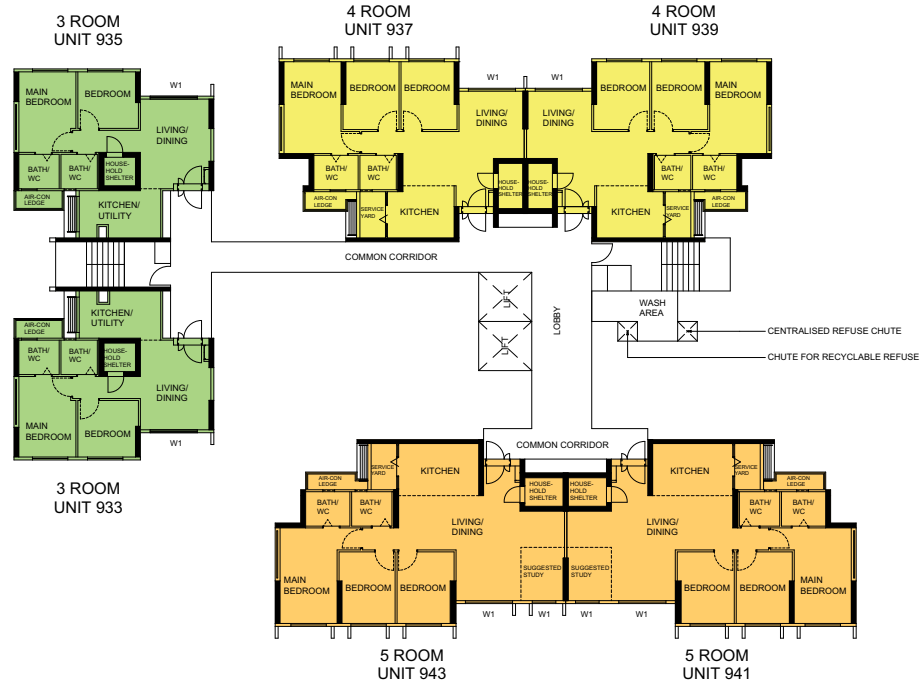 3 ROOM
UNIT 935
4 ROOM
UNIT 937
4 ROOM
UNIT 939
MAIN
BEDROOM
BEDROOM
W1
LIVING/
DINING
BATH/
WC
BATH/
WC
HOUSE-
HOLD
SHELTER
AIR-CON
LEDGE
KITCHEN/
UTILITY
MAIN
BEDROOM
BEDROOM
BEDROOM
W1
LIVING/
DINING
BATH/
WC
BATH/
WC
HOUSE-
HOLD
SHELTER
AIR-CON
LEDGE
SERVICE
YARD
KITCHEN
W1
LIVING/
DINING
BEDROOM
BEDROOM
MAIN
BEDROOM
HOUSE-
HOLD
SHELTER
BATH/
WC
BATH/
WC
KITCHEN
SERVICE
YARD
AIR-CON
LEDGE
COMMON CORRIDOR
LIFT
LIFT
LOBBY
WASH
AREA
CENTRALISED REFUSE CHUTE
CHUTE FOR RECYCLABLE REFUSE
KITCHEN/
UTILITY
AIR-CON
LEDGE
BATH/
WC
BATH/
WC
HOUSE-
HOLD
SHELTER
LIVING/
DINING
MAIN
BEDROOM
BEDROOM
W1
3 ROOM
UNIT 933
COMMON CORRIDOR
SERVICE
YARD
KITCHEN
AIR-CON
LEDGE
BATH/
WC
BATH/
WC
HOUSE-
HOLD
SHELTER
LIVING/
DINING
MAIN
BEDROOM
BEDROOM
BEDROOM
SUGGESTED
STUDY
W1
W1
HOUSE-
HOLD
SHELTER
KITCHEN
SERVICE
YARD
AIR-CON
LEDGE
LIVING/
DINING
BATH/
WC
BATH/
WC
SUGGESTED
STUDY
BEDROOM
BEDROOM
MAIN
BEDROOM
W1
W1
5 ROOM
UNIT 943
5 ROOM
UNIT 941